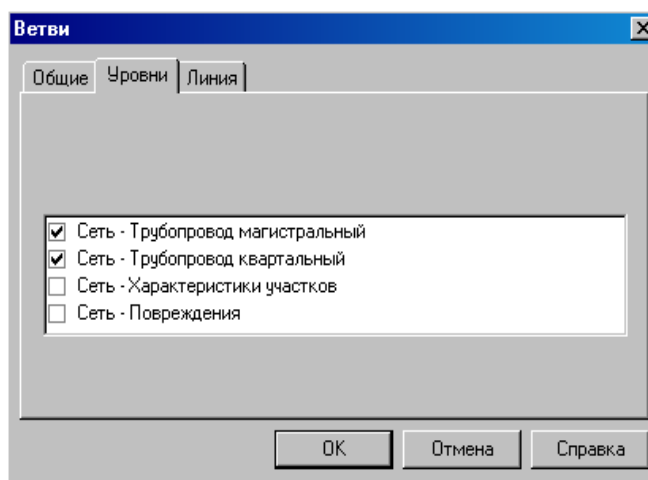 Ветви
Общие Уровни Линия
Сеть - Трубопровод магистральный
Сеть - Трубопровод квартальный
Сеть - Характеристики участков
Сеть - Повреждения
OK Отмена Справка